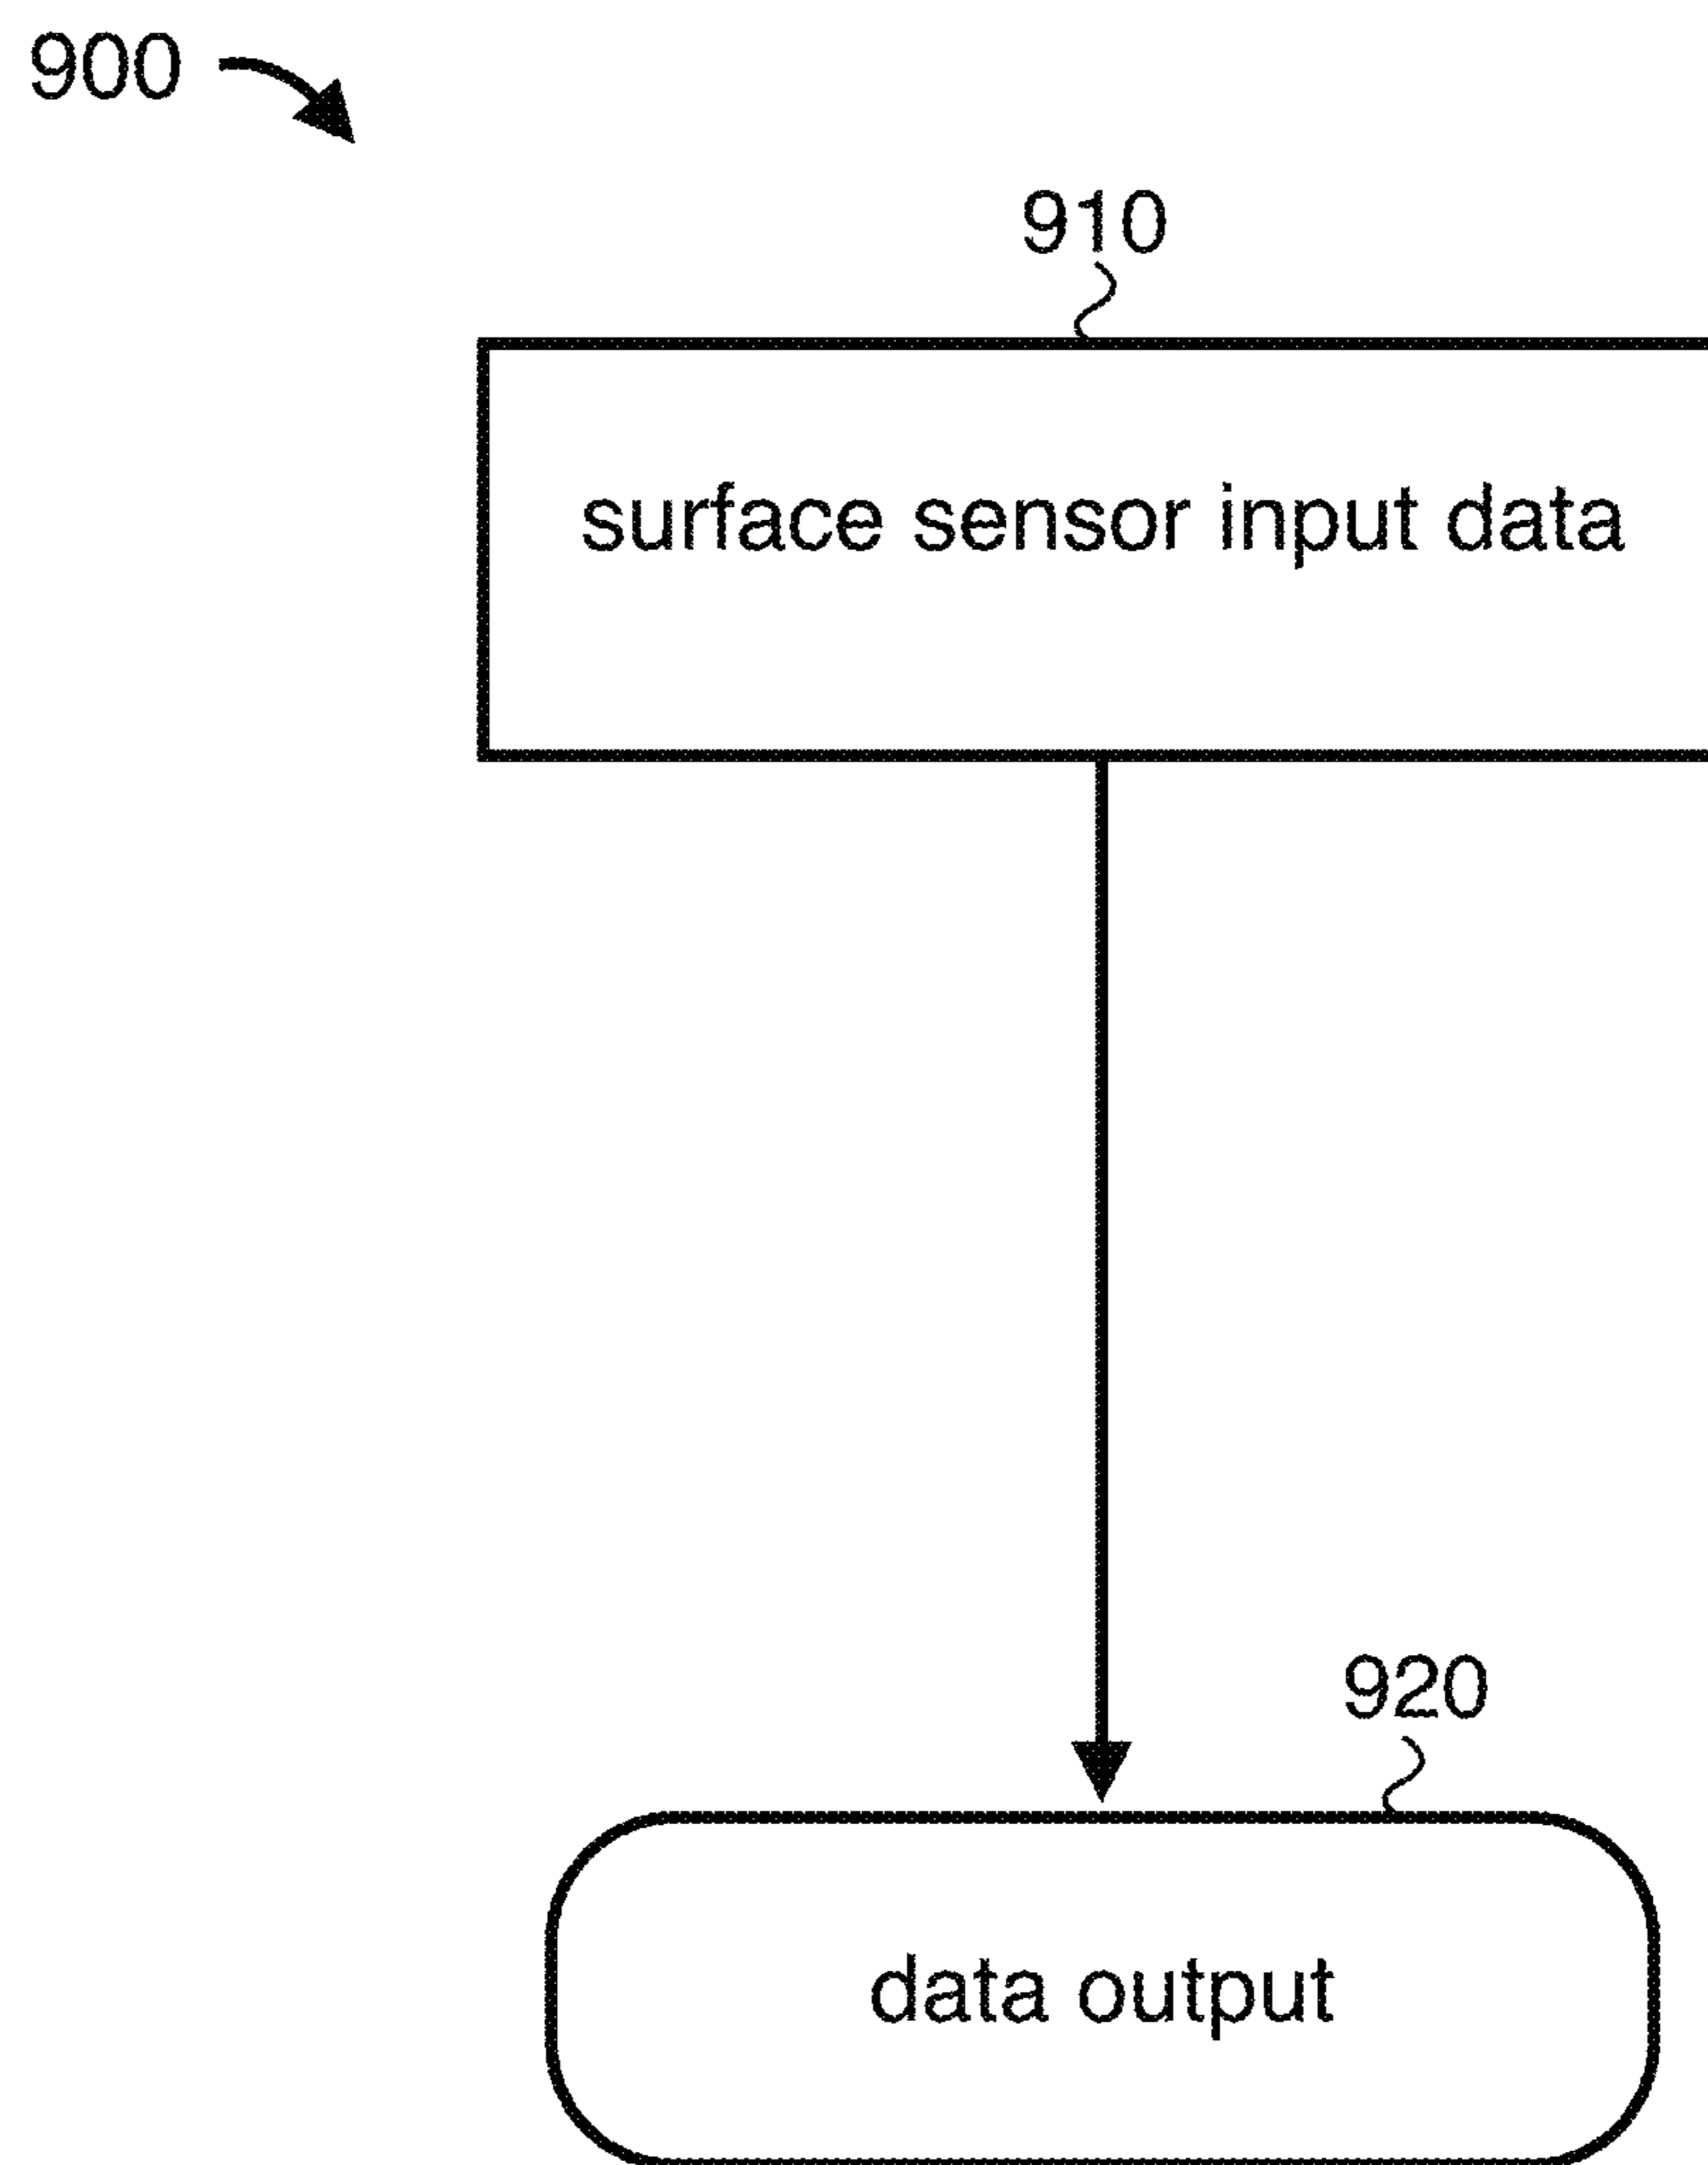 900
910
surface sensor input data
920
data output